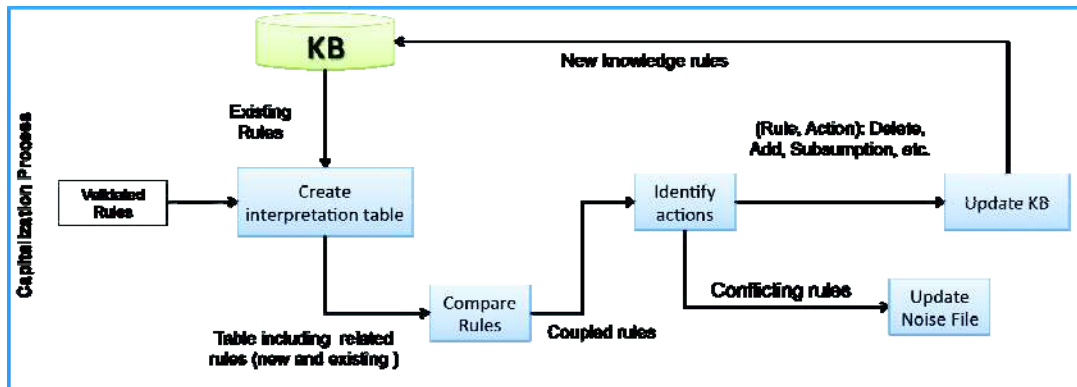 KB
New knowledge rules
Existing
Rules
(Rule, Action): Delete,
Add, Subsumption, etc.
Capitalization Process
Validated
Rules
Create
interpretation table
Identify
actions
Update KB
Compare
Rules
Conflicting rules
Update
Noise File
Table including related
rules (new and existing )
Coupled rules